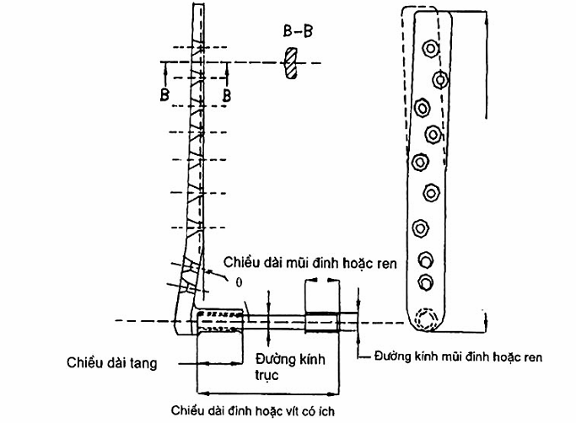 B-B
B
B
θ
Chiều dài mũi đinh hoặc ren
Chiều dài tang
Đường kính
trục
Đường kính mũi đinh hoặc ren
Chiều dài đinh hoặc vít có ích